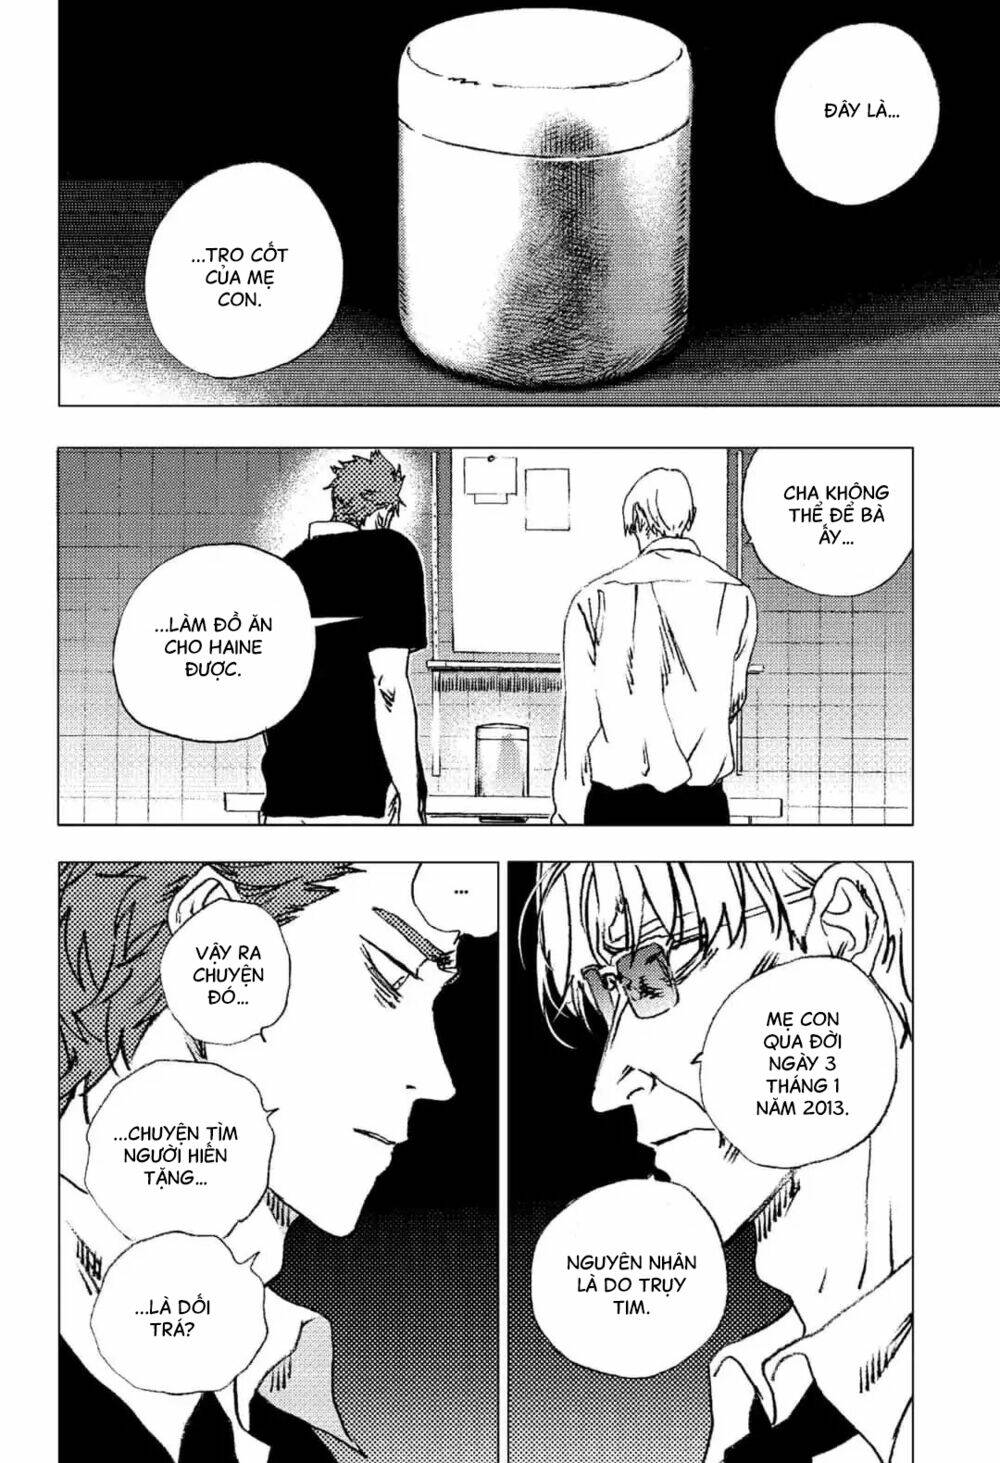 ĐÂY LÀ...
...TRO CỐT
CỦA MẸ
CON.
CHA KHÔNG
THỂ ĐỂ BÀ
ẤY...
...LÀM ĐỒ ĂN
CHO HAINE
ĐƯỢC.
MẸ CON
QUA ĐỜI
NGÀY 3
THÁNG 1
NĂM 2013.
NGUYÊN NHÂN
LÀ DO TRỤY
TIM.
...
VẬY RA
CHUYỆN
ĐÓ...
...CHUYỆN TÌM
NGƯỜI HIẾN
TẶNG...
...LÀ DỐI
TRÁ?